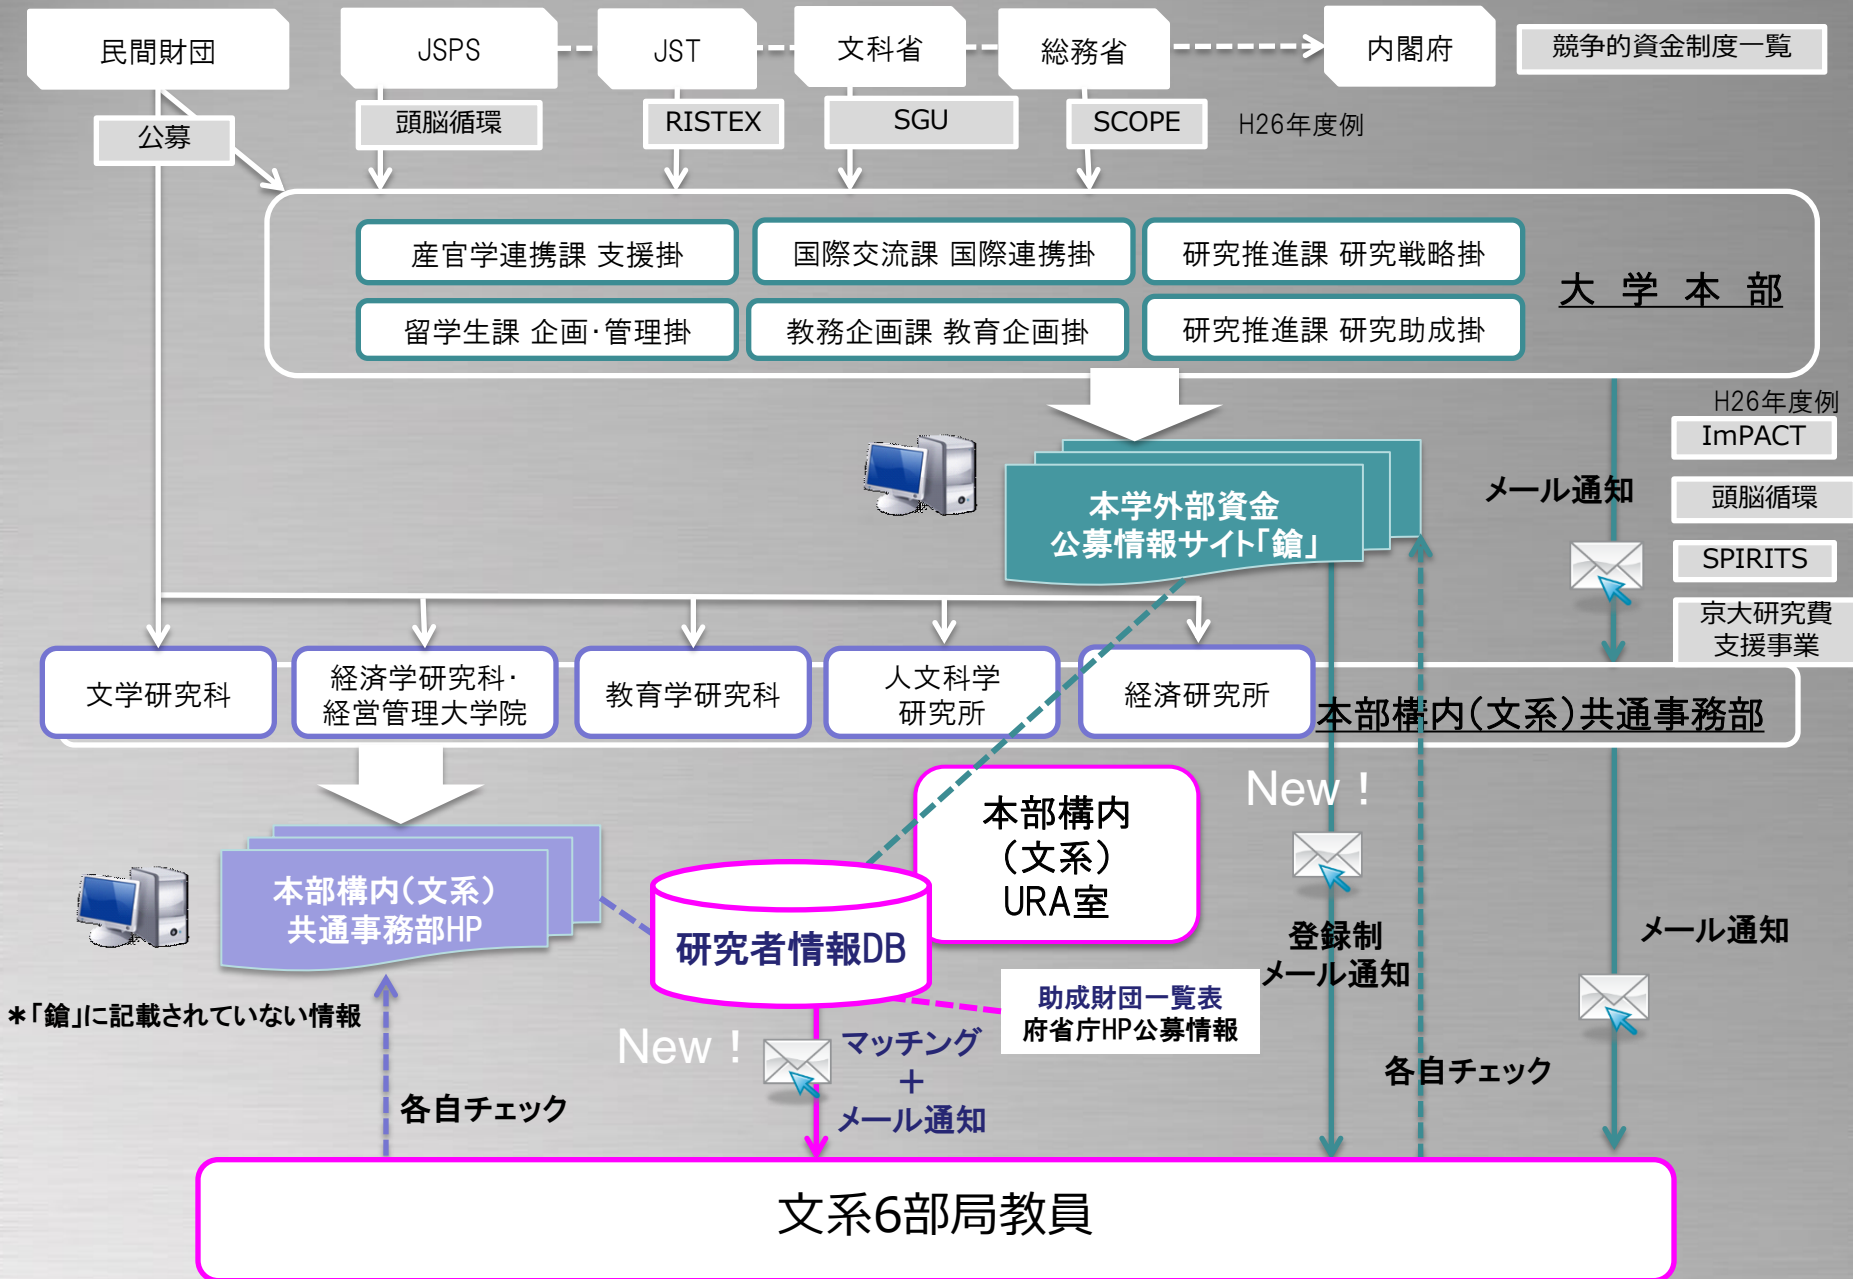 民間財団
JSPS
JST
文科省
総務省
内閣府
競争的資金制度一覧
公募
頭脳循環
RISTEX
SGU
SCOPE
H26年度例
産官学連携課 支援掛
国際交流課 国際連携掛
研究推進課 研究戦略掛
大 学 本 部
留学生課 企画・管理掛
教務企画課 教育企画掛
研究推進課 研究助成掛
H26年度例
ImPACT
メール通知
頭脳循環
本学外部資金
公募情報サイト「鎗」
SPIRITS
京大研究費
支援事業
文学研究科
経済学研究科・
経営管理大学院
教育学研究科
人文科学
研究所
経済研究所
本部構内（文系）共通事務部
New！
本部構内
（文系）
URA室
本部構内（文系）
共通事務部HP
研究者情報DB
登録制
メール通知
メール通知
＊「鎗」に記載されていない情報
助成財団一覧表
府省庁HP公募情報
New！
マッチング
＋
メール通知
各自チェック
各自チェック
文系6部局教員